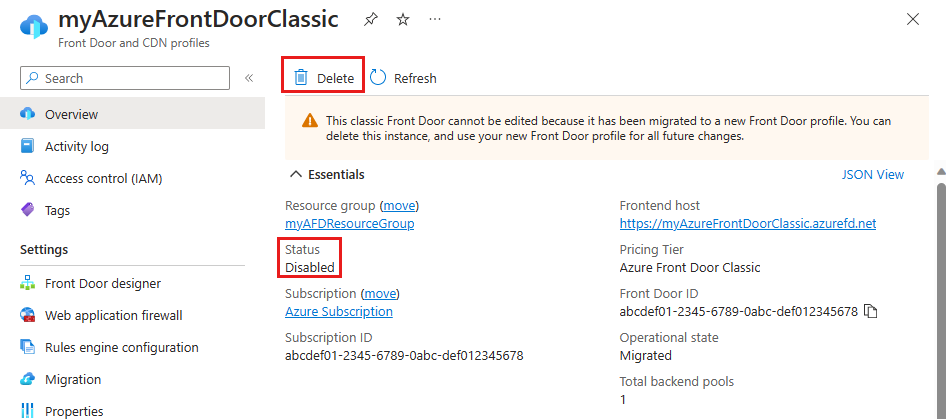 myAzureFrontDoorClassic
Front Door and CDN profiles
Search
Overview
Activity log
Access control (IAM)
Tags
Settings
Front Door designer
Web application firewall
Rules engine configuration
Migration
Properties
Delete Refresh
This classic Front Door cannot be edited because it has been migrated to a new Front Door profile. You can
delete this instance, and use your new Front Door profile for all future changes.
Essentials
JSON View
Resource group (move)
myAFDResourceGroup
Status
Disabled
Subscription (move)
Azure Subscription
Subscription ID
abcdef01-2345-6789-0abc-def012345678
Frontend host
https://myAzureFrontDoorClassic.azurefd.net
Pricing Tier
Azure Front Door Classic
Front Door ID
abcdef01-2345-6789-0abc-def012345678
Operational state
Migrated
Total backend pools
1